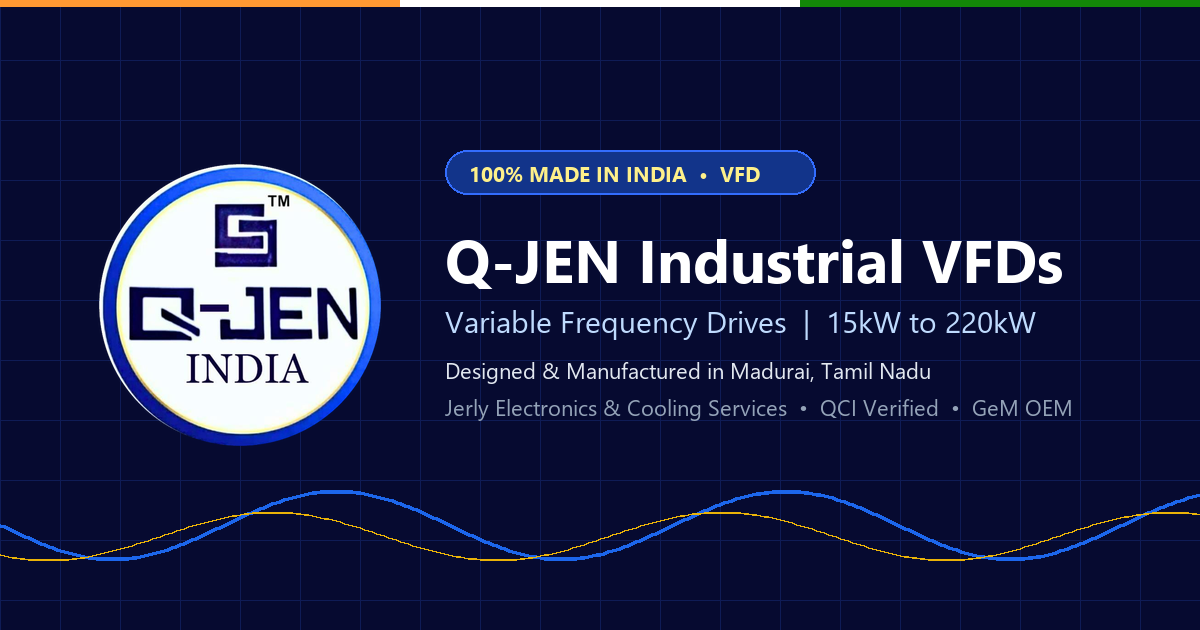 TM
Q-JEN
INDIA
100% MADE IN INDIA • VFD
Q-JEN Industrial VFDs
Variable Frequency Drives | 15kW to 220kW
Designed & Manufactured in Madurai, Tamil Nadu
Jerly Electronics & Cooling Services • QCI Verified • GeM OEM